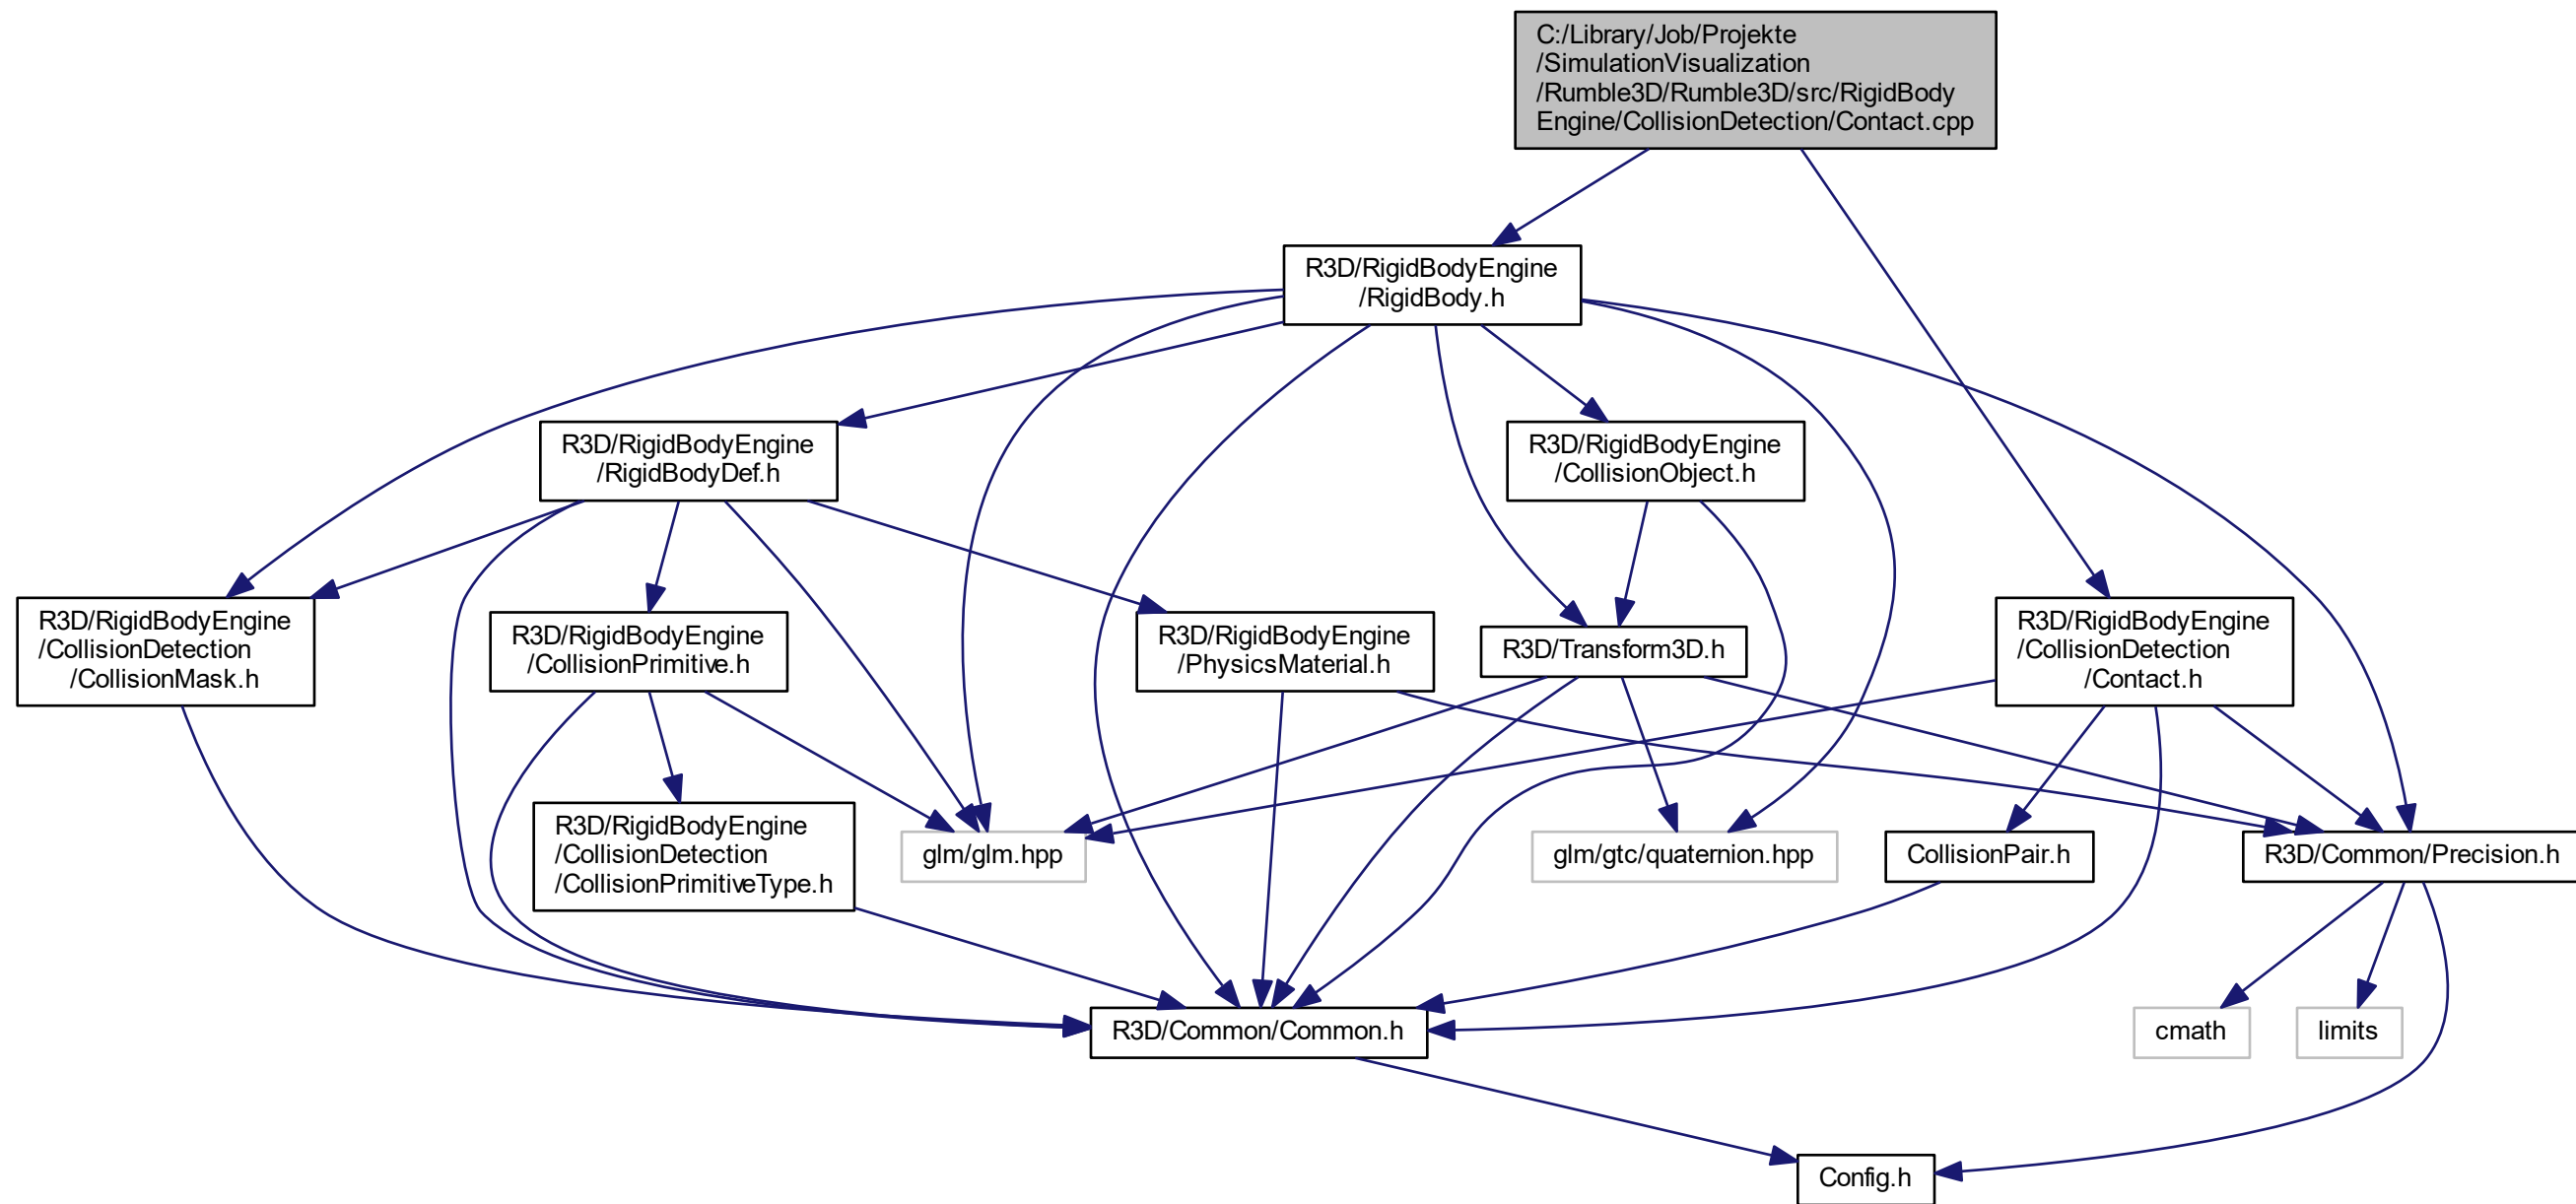 C:/Library/Job/Projekte
/SimulationVisualization
/Rumble3D/Rumble3D/src/RigidBody
Engine/CollisionDetection/Contact.cpp
R3D/RigidBodyEngine
/RigidBody.h
R3D/RigidBodyEngine
/RigidBodyDef.h
R3D/RigidBodyEngine
/CollisionObject.h
R3D/RigidBodyEngine
/CollisionDetection
/CollisionMask.h
R3D/RigidBodyEngine
/CollisionPrimitive.h
R3D/RigidBodyEngine
/PhysicsMaterial.h
R3D/Transform3D.h
R3D/RigidBodyEngine
/CollisionDetection
/Contact.h
R3D/RigidBodyEngine
/CollisionDetection
/CollisionPrimitiveType.h
glm/glm.hpp
glm/gtc/quaternion.hpp
CollisionPair.h
R3D/Common/Precision.h
R3D/Common/Common.h
cmath
limits
Config.h